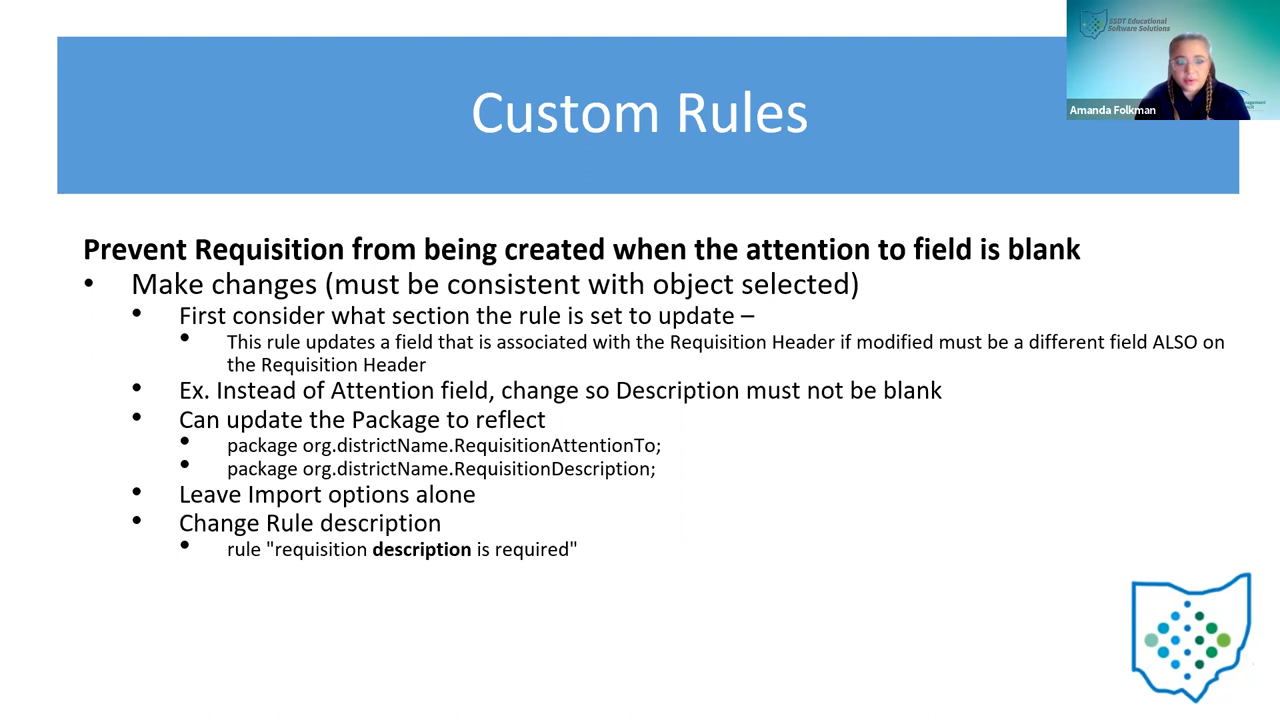 SSDT Educational
Software Solutions
Amanda Folkman
Custom Rules
Prevent Requisition from being created when the attention to field is blank
• Make changes (must be consistent with object selected)
• First consider what section the rule is set to update –
• This rule updates a field that is associated with the Requisition Header if modified must be a different field ALSO on
the Requisition Header
• Ex. Instead of Attention field, change so Description must not be blank
• Can update the Package to reflect
• package org.districtName.RequisitionAttentionTo;
• package org.districtName.RequisitionDescription;
• Leave Import options alone
• Change Rule description
• rule "requisition description is required"